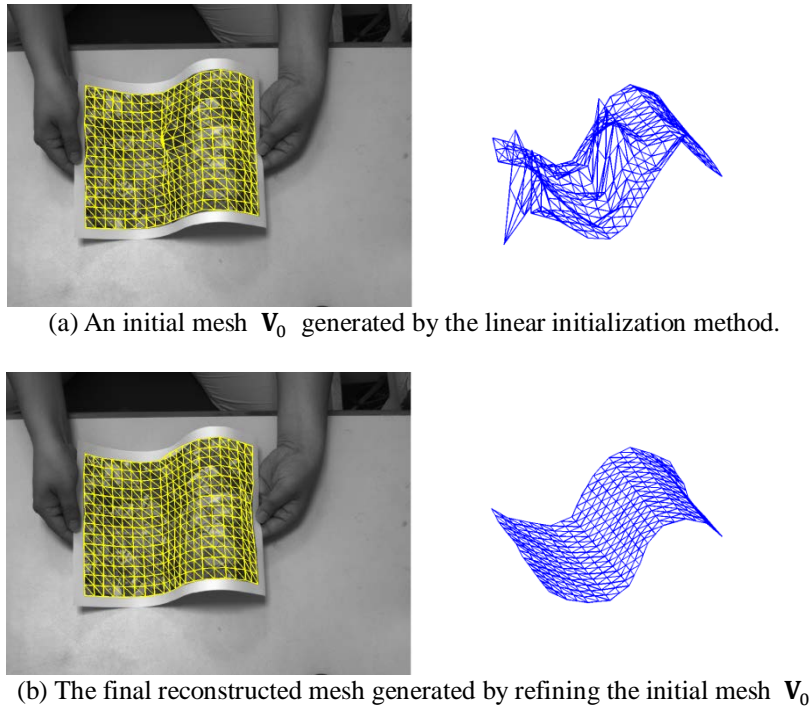 (a) An initial mesh V₀ generated by the linear initialization method.
(b) The final reconstructed mesh generated by refining the initial mesh V₀